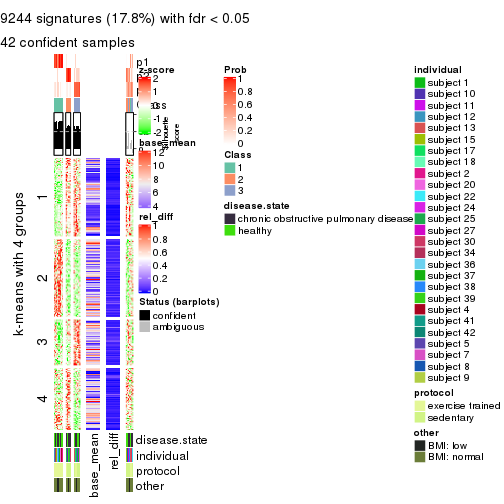 9244 signatures (17.8%) with fdr < 0.05
42 confident samples
p1
z-score
2
1
0
-1
-2
silhouette
score
base_mean
12
10
8
6
4
rel_diff
1
0.8
0.6
0.4
0.2
0
Status (barplots)
confident
ambiguous
k-means with 4 groups
1
2
3
4
base_mean
rel_diff
disease.state
individual
protocol
other
Prob
1
0.8
0.6
0.4
0.2
0
Class
1
2
3
disease.state
chronic obstructive pulmonary disease
healthy
individual
subject 1
subject 10
subject 11
subject 12
subject 13
subject 15
subject 17
subject 18
subject 2
subject 20
subject 22
subject 24
subject 25
subject 27
subject 30
subject 34
subject 36
subject 37
subject 38
subject 39
subject 4
subject 41
subject 42
subject 5
subject 7
subject 8
subject 9
protocol
exercise trained
sedentary
other
BMI: low
BMI: normal